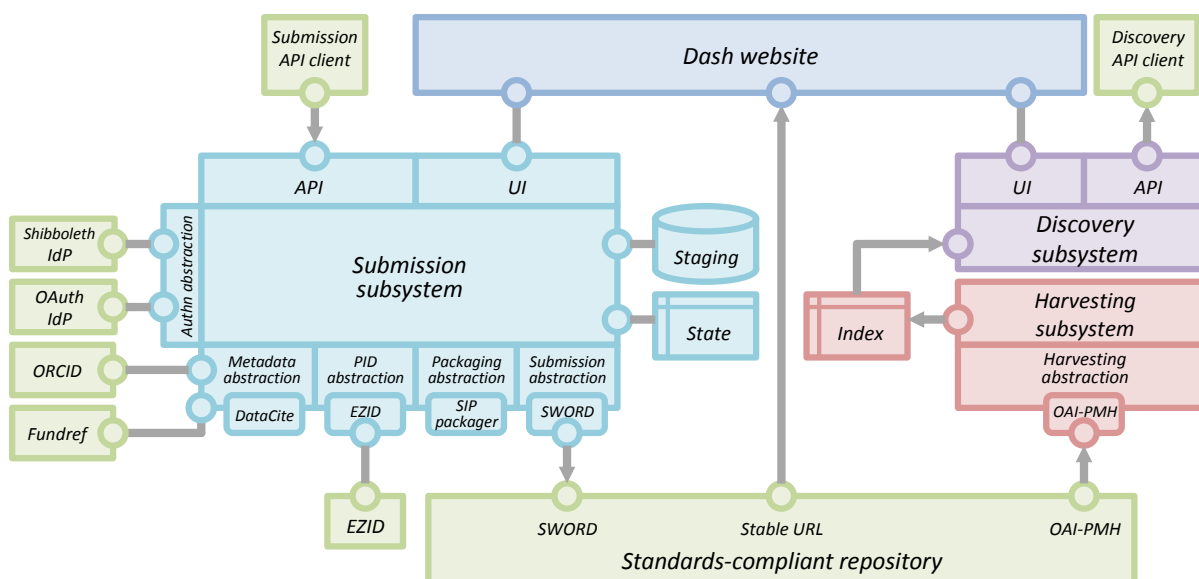 Submission
API client
Dash website
Discovery
API client
API
UI
UI
API
Shibboleth
IdP
OAuth
IdP
ORCID
Fundref
Authn abstraction
Submission
subsystem
Staging
State
Index
Discovery
subsystem
Harvesting
subsystem
Harvesting
abstraction
OAI-PMH
Metadata
abstraction
PID
abstraction
Packaging
abstraction
Submission
abstraction
DataCite
EZID
SIP
packager
SWORD
EZID
SWORD
Stable URL
OAI-PMH
Standards-compliant repository